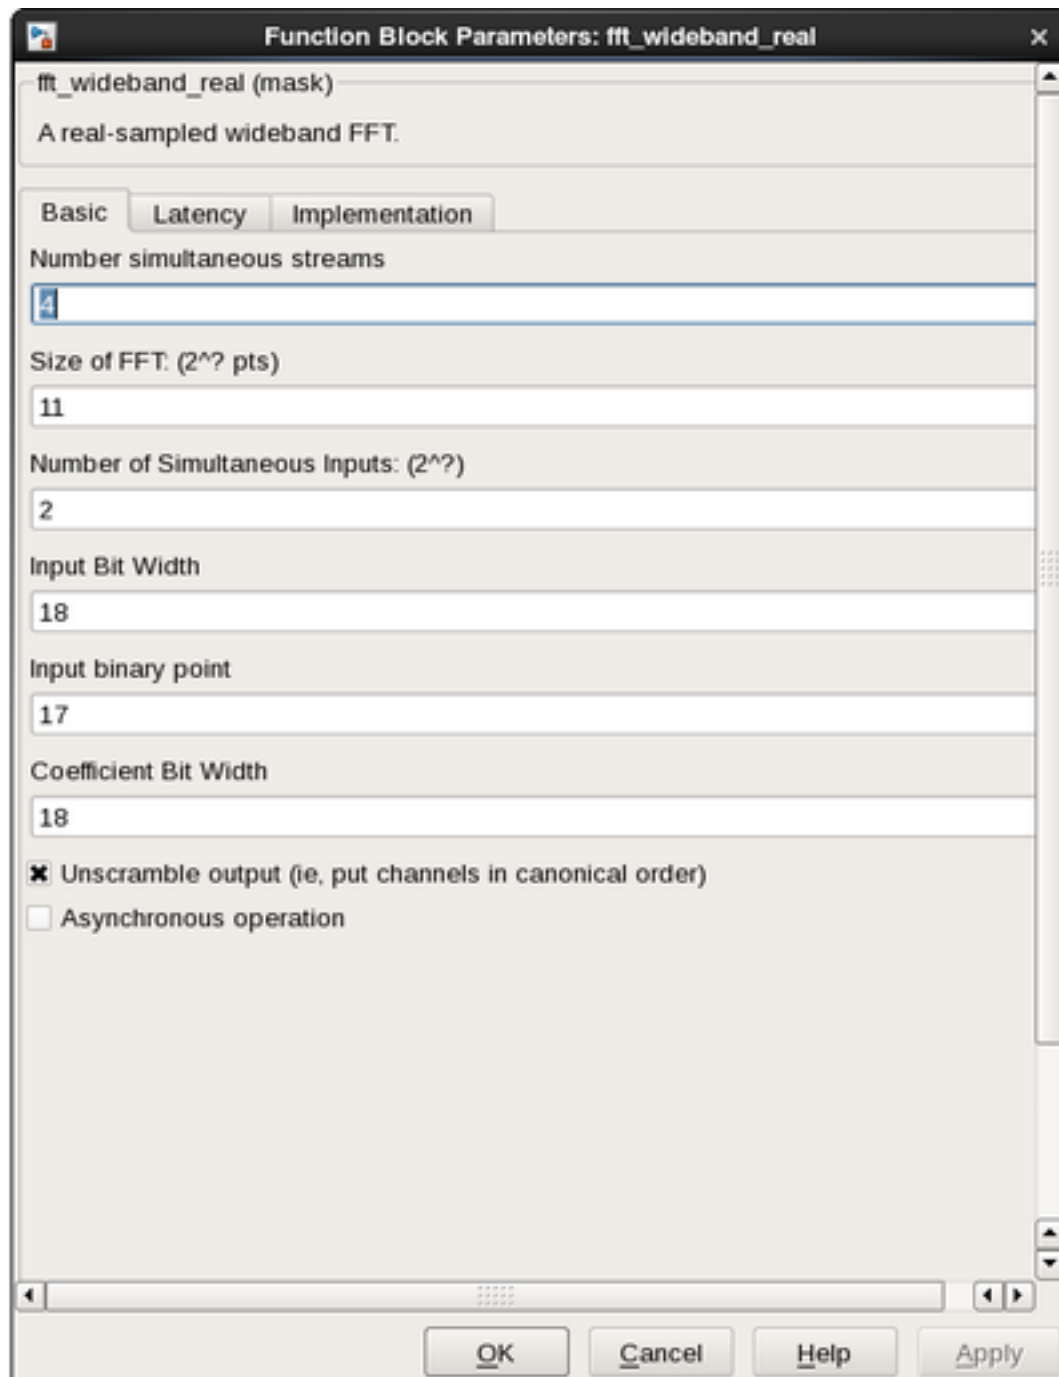 Function Block Parameters: fft_wideband_real
fft_wideband_real (mask)
A real-sampled wideband FFT.
Basic Latency Implementation
Number simultaneous streams
4
Size of FFT: (2^? pts)
11
Number of Simultaneous Inputs: (2^?)
2
Input Bit Width
18
Input binary point
17
Coefficient Bit Width
18
Unscramble output (ie, put channels in canonical order)
Asynchronous operation
OK Cancel Help Apply